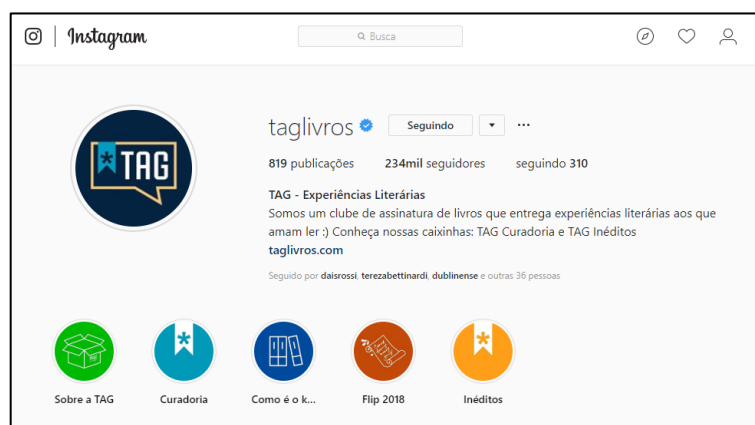 Instagram
Busca
taglivros Seguindo
819 publicações 234mil seguidores seguindo 310
TAG - Experiências Literárias
Somos um clube de assinatura de livros que entrega experiências literárias aos que
amam ler :) Conheça nossas caixinhas: TAG Curadoria e TAG Inéditos
taglivros.com
Seguido por daisrossi, terezabettinardi, dublinense e outras 36 pessoas
TAG
Sobre a TAG Curadoria Como é o k... Flip 2018 Inéditos